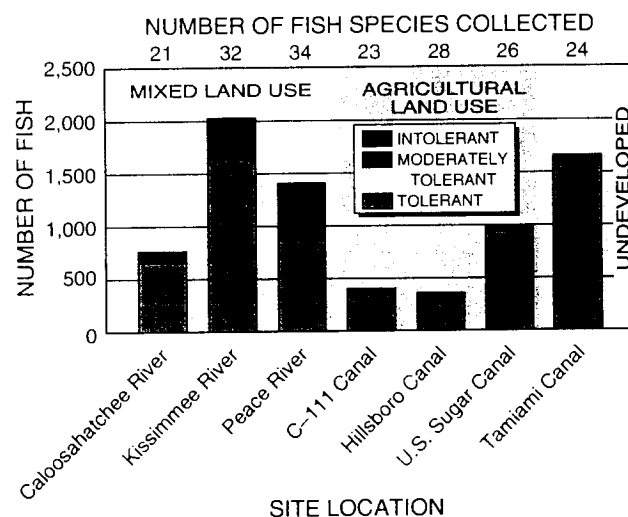 NUMBER OF FISH SPECIES COLLECTED
21 32 34 23 28 26 24
2,500
2,000
1,500
1,000
500
0
NUMBER OF FISH
MIXED LAND USE
AGRICULTURAL
LAND USE
INTOLERANT
MODERATELY
TOLERANT
TOLERANT
UNDEVELOPED
Caloosahatchee River
Kissimmee River
Peace River
C–111 Canal
Hillsboro Canal
U.S. Sugar Canal
Tamiami Canal
SITE LOCATION